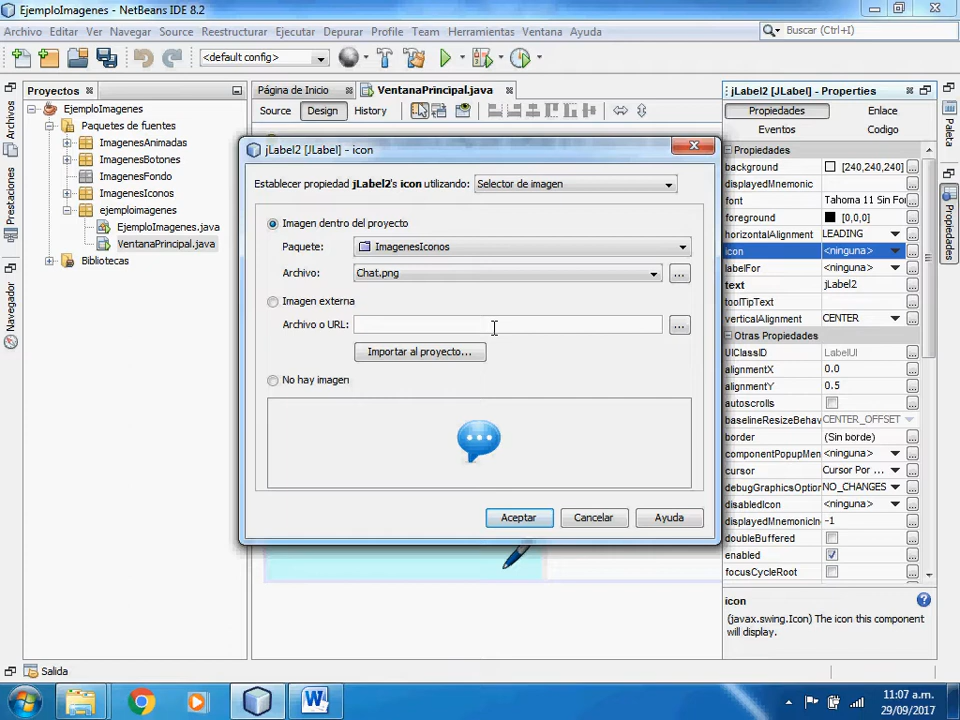 EjemploImagenes - NetBeans IDE 8.2
Archivo Editar Ver Navegar Source Reestructurar Ejecutar Depurar Profile Team Herramientas Ventana Ayuda
Buscar (Ctrl+I)
<default config>
Proyectos
Página de Inicio
VentanaPrincipal.java
jLabel2 [JLabel] - Properties
Source Design History
Propiedades Enlace
Eventos Codigo
Archivos
Prestaciones
Navegador
EjemploImagenes
Paquetes de fuentes
ImagenesAnimadas
ImagenesBotones
ImagenesFondo
ImagenesIconos
ejemploimagenes
EjemploImagenes.java
VentanaPrincipal.java
Bibliotecas
jLabel2 [JLabel] - icon
Establecer propiedad jLabel2's icon utilizando: Selector de imagen
Imagen dentro del proyecto
Paquete: ImagenesIconos
Archivo: Chat.png ...
Imagen externa
Archivo o URL: ...
Importar al proyecto...
No hay imagen
Aceptar Cancelar Ayuda
Propiedades
background [240,240,240]
displayedMnemonic
font Tahoma 11 Sin For
foreground [0,0,0]
horizontalAlignment LEADING
icon <ninguna>
labelFor <ninguna>
text jLabel2
toolTipText
verticalAlignment CENTER
Otras Propiedades
UIClassID LabelUI
alignmentX 0.0
alignmentY 0.5
autoscrolls
baselineResizeBehav CENTER_OFFSET
border (Sin borde)
componentPopupMen <ninguna>
cursor Cursor Por ...
debugGraphicsOption NO_CHANGES
disabledIcon <ninguna>
displayedMnemonicIn -1
doubleBuffered
enabled
focusCycleRoot
icon
(javax.swing.Icon) The icon this component
will display.
Paleta
Propiedades
Salida
11:07 a.m.
29/09/2017